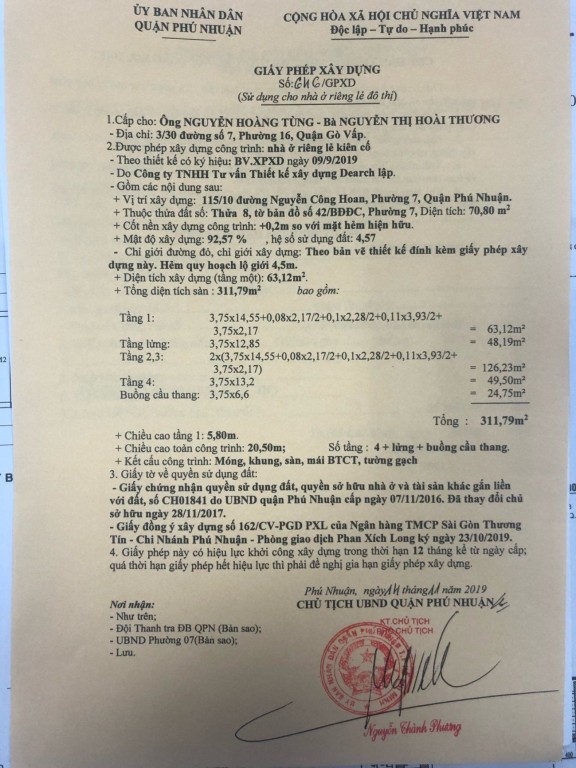 ỦY BAN NHÂN DÂN
QUẬN PHÚ NHUẬN
CỘNG HÒA XÃ HỘI CHỦ NGHĨA VIỆT NAM
Độc lập – Tự do – Hạnh phúc
GIẤY PHÉP XÂY DỰNG
Số: /GPXD
(Sử dụng cho nhà ở riêng lẻ đô thị)
1.Cấp cho: Ông NGUYỄN HOÀNG TÙNG - Bà NGUYỄN THỊ HOÀI THƯƠNG
- Địa chỉ: 3/30 đường số 7, Phường 16, Quận Gò Vấp.
2.Được phép xây dựng công trình: nhà ở riêng lẻ kiên cố
- Theo thiết kế có ký hiệu: BV.XPXD ngày 09/9/2019
- Do Công ty TNHH Tư vấn Thiết kế xây dựng Dearch lập.
- Gồm các nội dung sau:
+ Vị trí xây dựng: 115/10 đường Nguyễn Công Hoan, Phường 7, Quận Phú Nhuận.
+ Thuộc thửa đất số: Thửa 8, tờ bản đồ số 42/BĐĐC, Phường 7, Diện tích: 70,80 m²
+ Cốt nền xây dựng công trình: +0,2m so với mặt hẻm hiện hữu.
+ Mật độ xây dựng: 92,57 % , hệ số sử dụng đất: 4,57
- Chỉ giới đường đỏ, chỉ giới xây dựng: Theo bản vẽ thiết kế đính kèm giấy phép xây
dựng này. Hẻm quy hoạch lộ giới 4,5m.
+ Diện tích xây dựng (tầng một): 63,12m².
+ Tổng diện tích sàn : 311,79m² bao gồm:
Tầng 1: 3,75x14,55+0,08x2,17/2+0,1x2,28/2+0,11x3,93/2+
3,75x2,17 = 63,12m²
Tầng lửng: 3,75x12,85 = 48,19m²
Tầng 2,3: 2x(3,75x14,55+0,08x2,17/2+0,1x2,28/2+0,11x3,93/2+
3,75x2,17) = 126,23m²
Tầng 4: 3,75x13,2 = 49,50m²
Buồng cầu thang: 3,75x6,6 = 24,75m²
Tổng : 311,79m²
+ Chiều cao tầng 1: 5,80m.
+ Chiều cao toàn công trình: 20,50m; Số tầng : 4 + lửng + buồng cầu thang.
+ Kết cấu công trình: Móng, khung, sàn, mái BTCT, tường gạch
3. Giấy tờ về quyền sử dụng đất:
- Giấy chứng nhận quyền sử dụng đất, quyền sở hữu nhà ở và tài sản khác gắn liền
với đất, số CH01841 do UBND quận Phú Nhuận cấp ngày 07/11/2016. Đã thay đổi chủ
sở hữu ngày 28/11/2017.
- Giấy đồng ý xây dựng số 162/CV-PGD PXL của Ngân hàng TMCP Sài Gòn Thương
Tín - Chi Nhánh Phú Nhuận - Phòng giao dịch Phan Xích Long ký ngày 23/10/2019.
4. Giấy phép này có hiệu lực khởi công xây dựng trong thời hạn 12 tháng kể từ ngày cấp;
quá thời hạn giấy phép hết hiệu lực thì phải đề nghị gia hạn giấy phép xây dựng.
Phú Nhuận, ngày 14 tháng 11 năm 2019
CHỦ TỊCH UBND QUẬN PHÚ NHUẬN
KT.CHỦ TỊCH
PHÓ CHỦ TỊCH
Nơi nhận:
- Như trên;
- Đội Thanh tra ĐB QPN (Bản sao);
- UBND Phường 07(Bản sao);
- Lưu.
Nguyễn Thành Phương